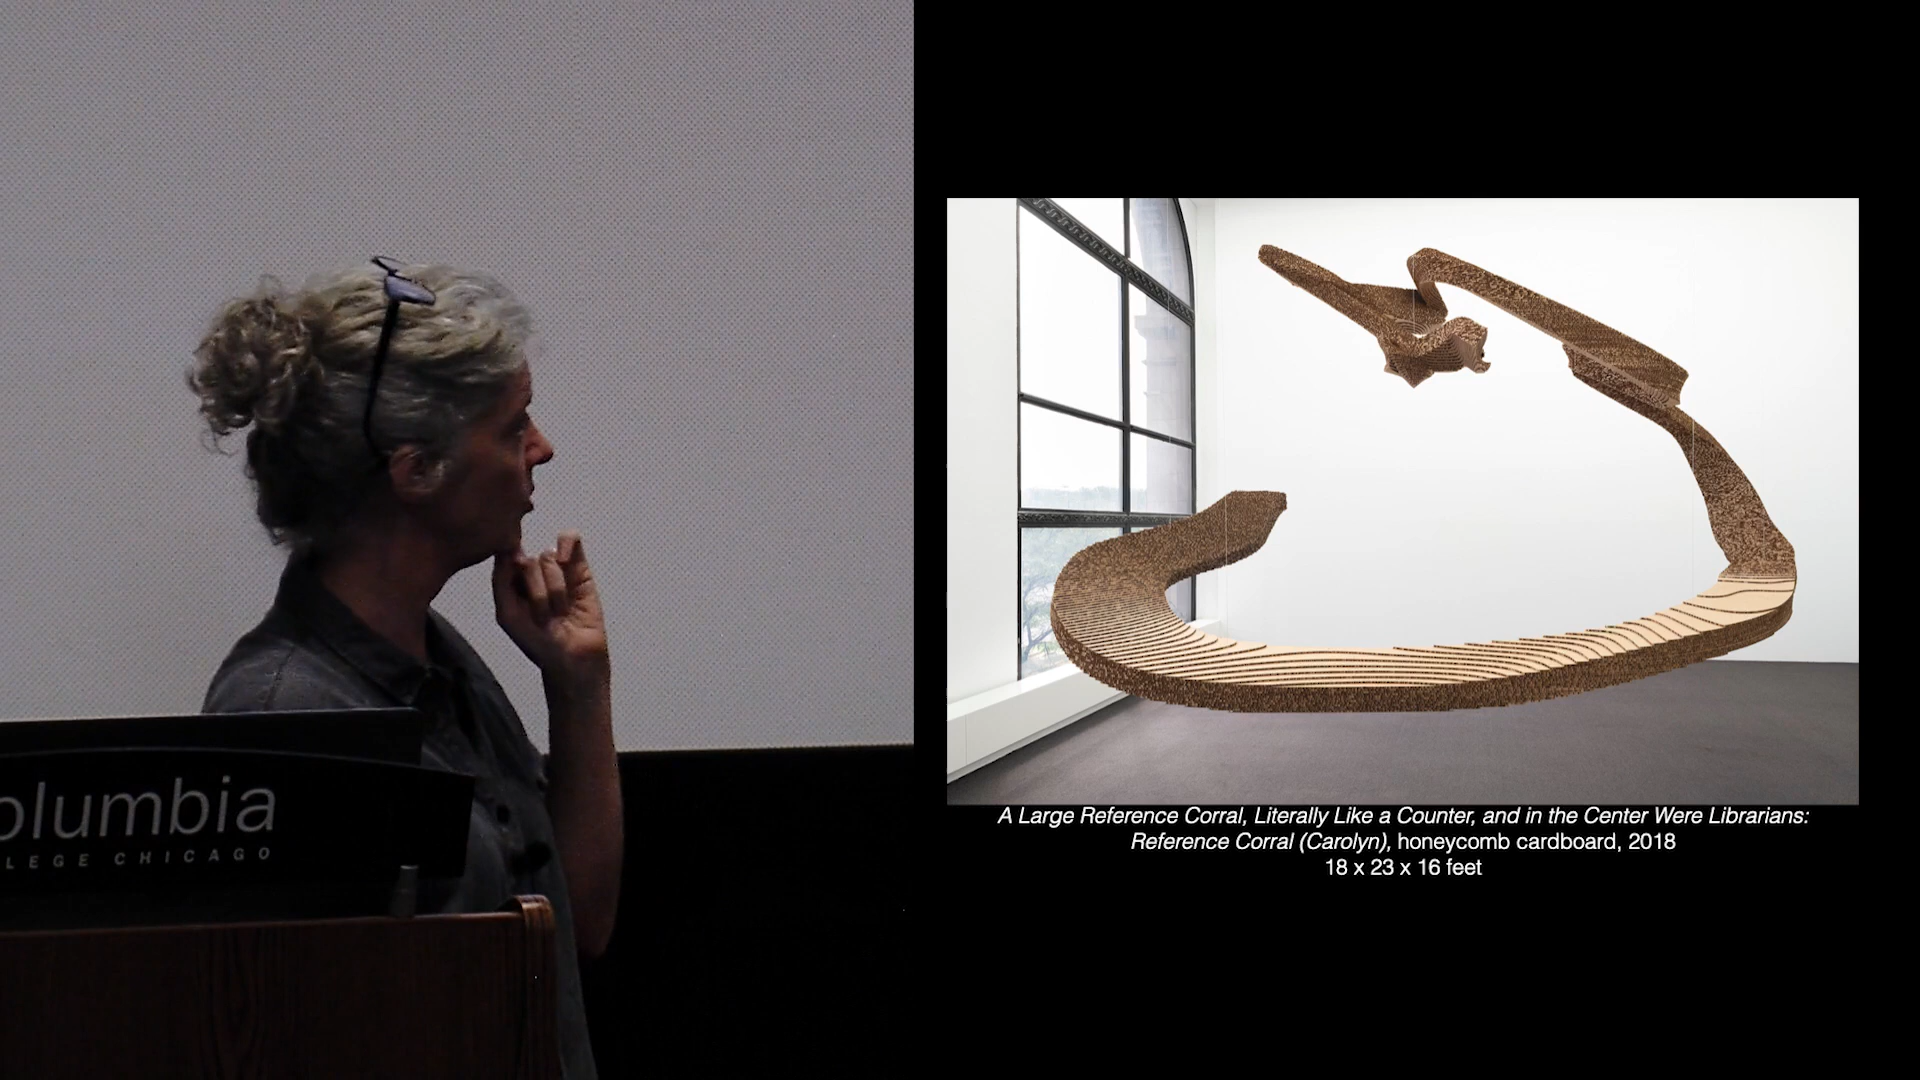 olumbia
LLEGE CHICAGO
A Large Reference Corral, Literally Like a Counter, and in the Center Were Librarians:
Reference Corral (Carolyn), honeycomb cardboard, 2018
18 x 23 x 16 feet